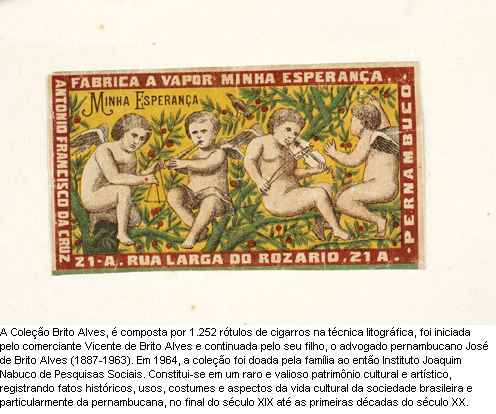 FABRICA A VAPOR MINHA ESPERANÇA..
MINHA ESPERANÇA
ANTONIO FRANCISCO DA CRUZ
PERNAMBUCO
21-A. RUA LARGA DO ROZARIO, 21A..
A Coleção Brito Alves, é composta por 1.252 rótulos de cigarros na técnica litográfica, foi iniciada
pelo comerciante Vicente de Brito Alves e continuada pelo seu filho, o advogado pernambucano José
de Brito Alves (1887-1963). Em 1964, a coleção foi doada pela família ao então Instituto Joaquim
Nabuco de Pesquisas Sociais. Constitui-se em um raro e valioso patrimônio cultural e artístico,
registrando fatos históricos, usos, costumes e aspectos da vida cultural da sociedade brasileira e
particularmente da pernambucana, no final do século XIX até as primeiras décadas do século XX.